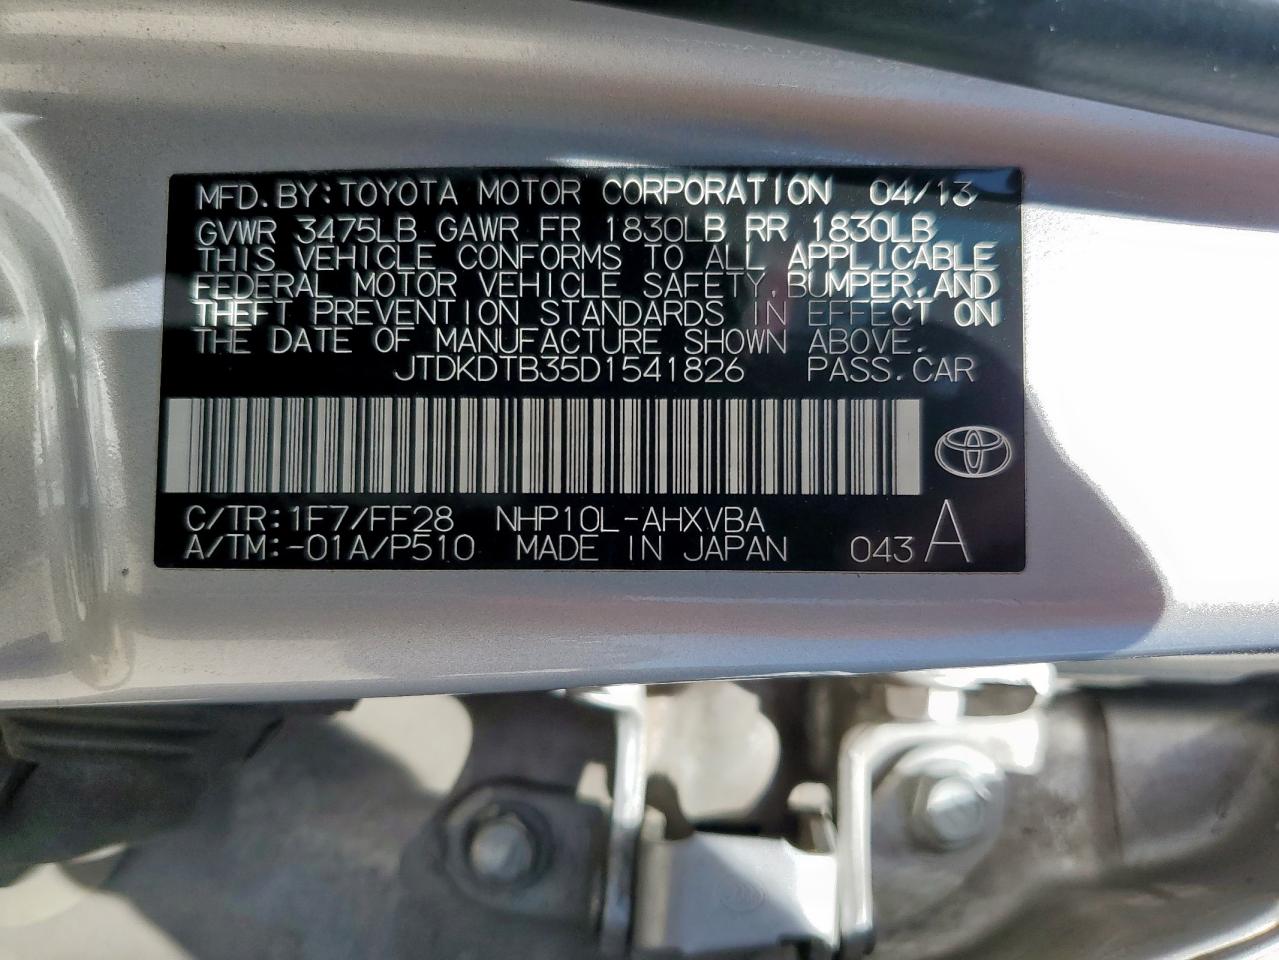 MFD.BY:TOYOTA MOTOR CORPORATION 04/13
GVWR 3475LB GAWR FR 1830LB RR 1830LB
THIS VEHICLE CONFORMS TO ALL APPLICABLE
FEDERAL MOTOR VEHICLE SAFETY,BUMPER,AND
THEFT PREVENTION STANDARDS IN EFFECT ON
THE DATE OF MANUFACTURE SHOWN ABOVE.
JTDKDTB35D1541826 PASS.CAR
C/TR:1F7/FF28 NHP10L-AHXVBA
A/TM:-01A/P510 MADE IN JAPAN 043 A